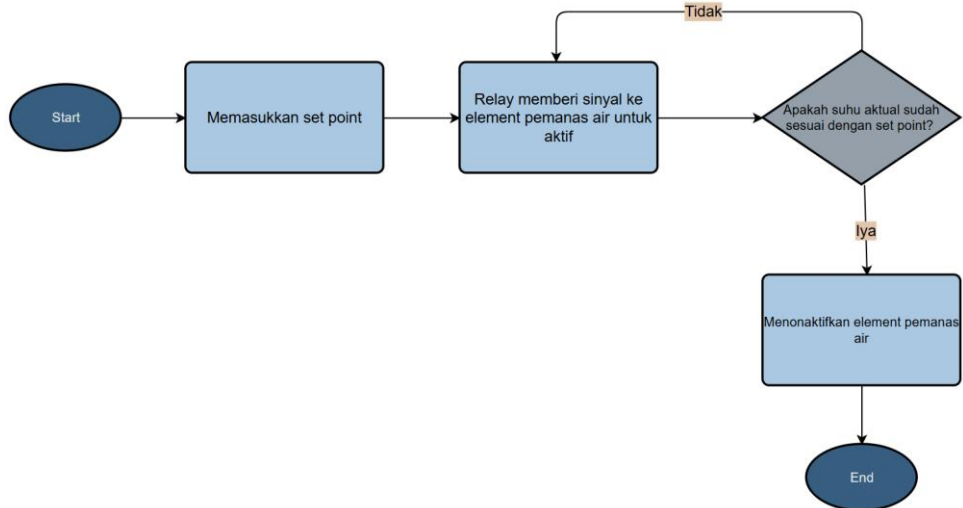 Tidak
Start
Memasukkan set point
Relay memberi sinyal ke
element pemanas air untuk
aktif
Apakah suhu aktual sudah
sesuai dengan set point?
Iya
Menonaktifkan element pemanas
air
End